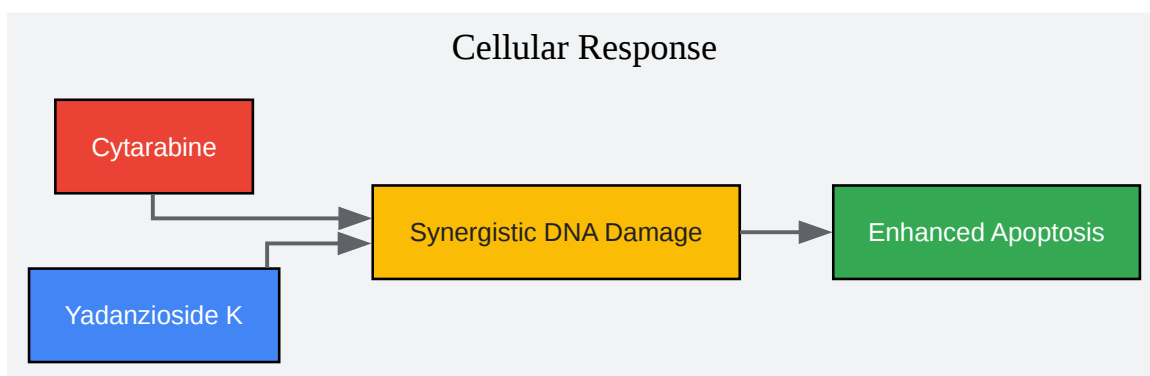 Cellular Response
Cytarabine
Synergistic DNA Damage
Enhanced Apoptosis
Yadanzioside K